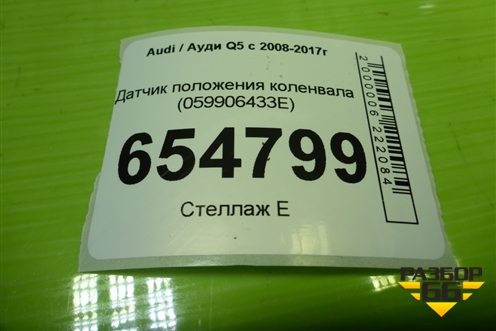 Audi / Ауди Q5 с 2008-2017г
Датчик положения коленвала
(059906433E)
654799
Стеллаж Е
2000006222084
РАЗБОР
66